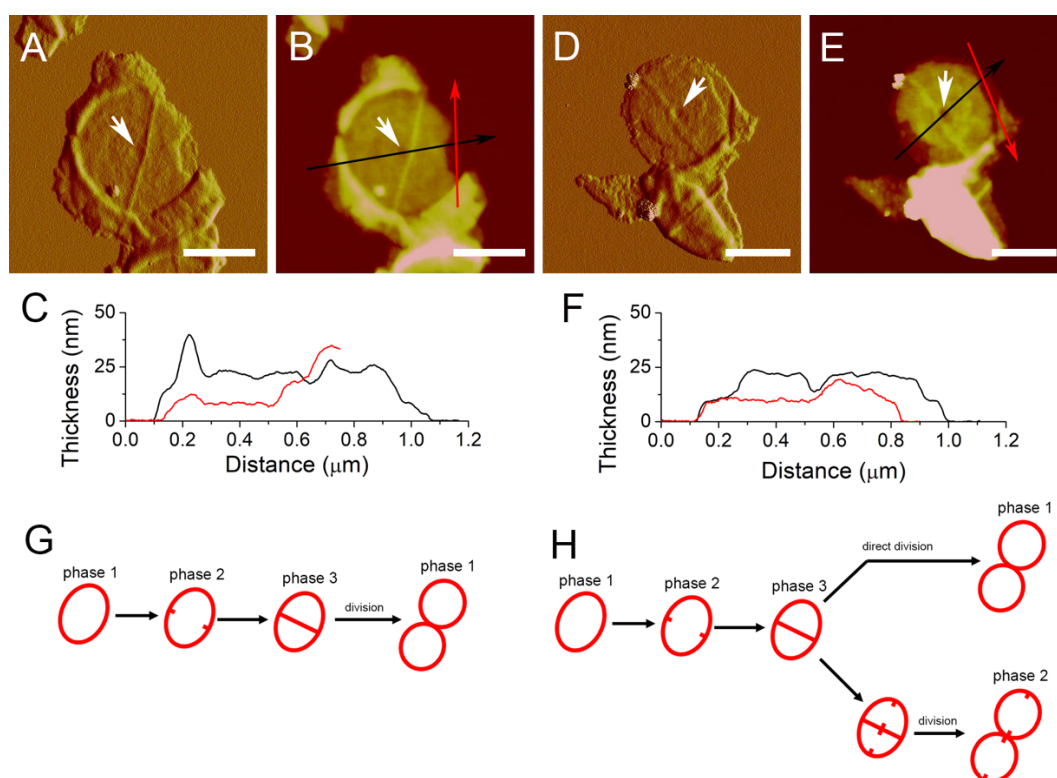 A
B
D
E
C
Thickness (nm)
50
25
0
0.0 0.2 0.4 0.6 0.8 1.0 1.2
Distance (µm)
F
Thickness (nm)
50
25
0
0.0 0.2 0.4 0.6 0.8 1.0 1.2
Distance (µm)
G
phase 1
phase 2
phase 3
division
phase 1
H
phase 1
phase 2
phase 3
direct division
phase 1
division
phase 2